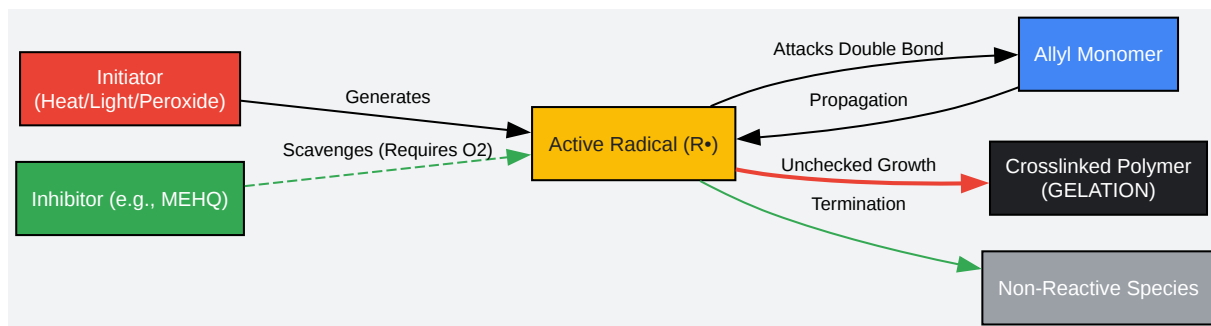 Initiator
(Heat/Light/Peroxide)
Generates
Inhibitor (e.g., MEHQ)
Scavenges (Requires O2)
Active Radical (R•)
Attacks Double Bond
Propagation
Allyl Monomer
Unchecked Growth
Crosslinked Polymer
(GELATION)
Termination
Non-Reactive Species